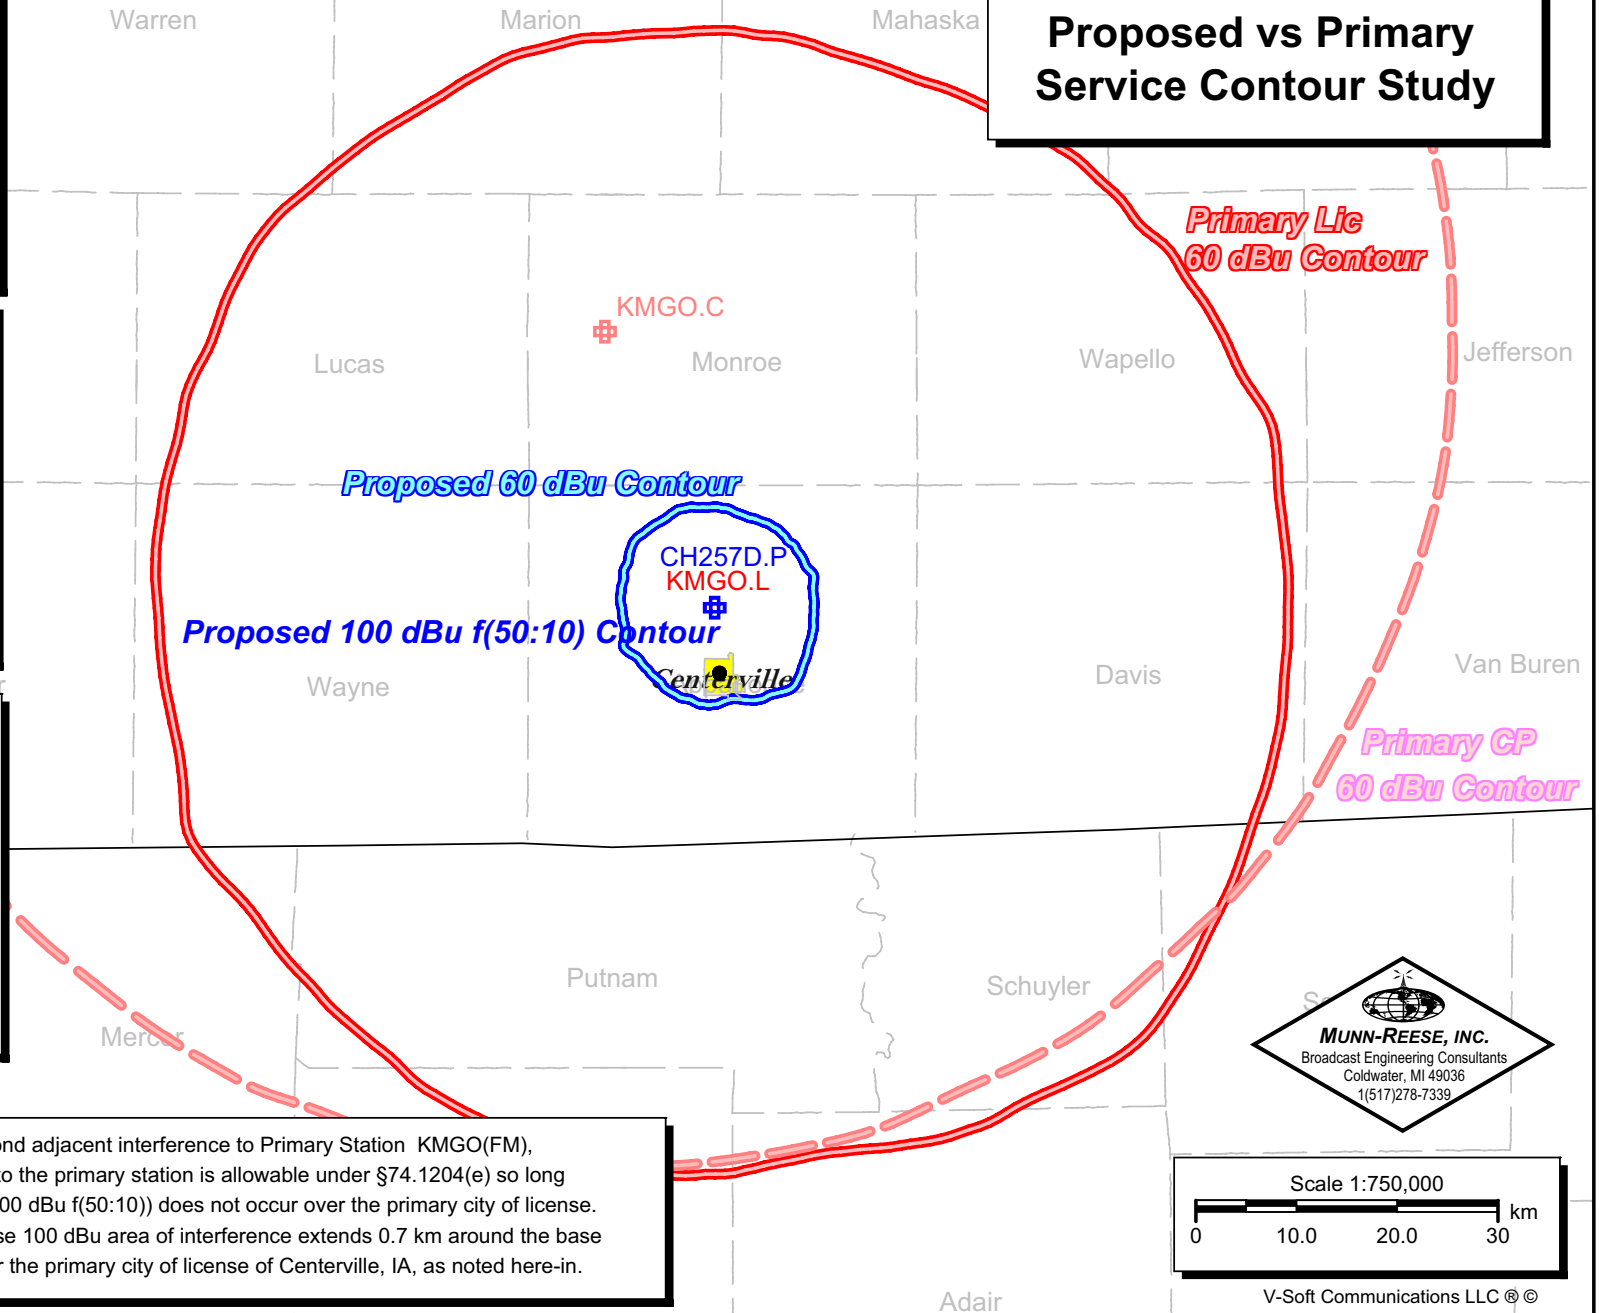 Warren
Marion
Mahaska
Proposed vs Primary
Service Contour Study
Primary Lic
60 dBu Contour
KMGO.C
Lucas
Monroe
Wapello
Jefferson
Proposed 60 dBu Contour
CH257D.P
KMGO.L
Proposed 100 dBu f(50:10) Contour
Centerville
Wayne
Davis
Van Buren
Primary CP
60 dBu Contour
Putnam
Schuyler
Mercer
MUNN-REESE, INC.
Broadcast Engineering Consultants
Coldwater, MI 49036
1(517)278-7339
ond adjacent interference to Primary Station KMGO(FM),
to the primary station is allowable under §74.1204(e) so long
00 dBu f(50:10)) does not occur over the primary city of license.
se 100 dBu area of interference extends 0.7 km around the base
r the primary city of license of Centerville, IA, as noted here-in.
Scale 1:750,000
km
0 10.0 20.0 30
Adair
V-Soft Communications LLC ® ©